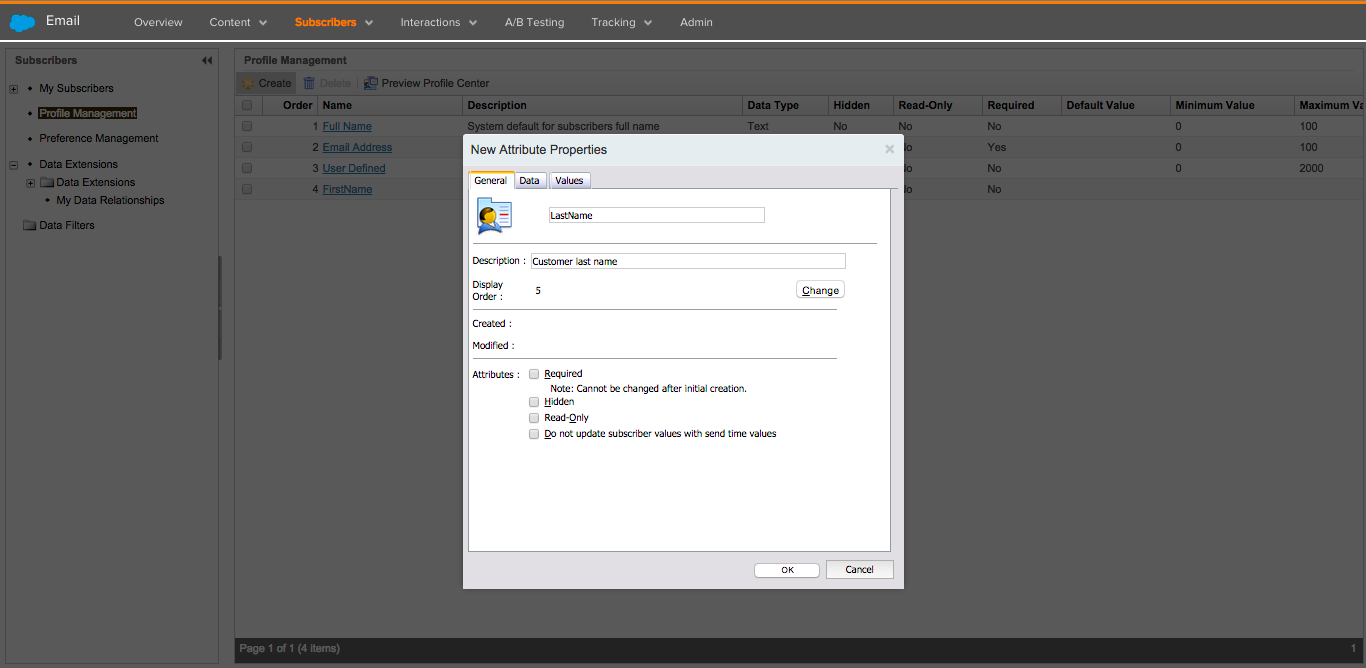 Email Overview Content Subscribers Interactions A/B Testing Tracking Admin
Subscribers
My Subscribers
Profile Management
Preference Management
Data Extensions
Data Extensions
My Data Relationships
Data Filters
Profile Management
Create Delete Preview Profile Center
Order Name Description Data Type Hidden Read-Only Required Default Value Minimum Value Maximum Va
1 Full Name System default for subscribers full name Text No No No 0 100
2 Email Address No Yes 0 100
3 User Defined No No 0 2000
4 FirstName No No
New Attribute Properties
General Data Values
LastName
Description : Customer last name
Display
Order : 5 Change
Created :
Modified :
Attributes : Required
Note: Cannot be changed after initial creation.
Hidden
Read-Only
Do not update subscriber values with send time values
OK Cancel
Page 1 of 1 (4 items) 1